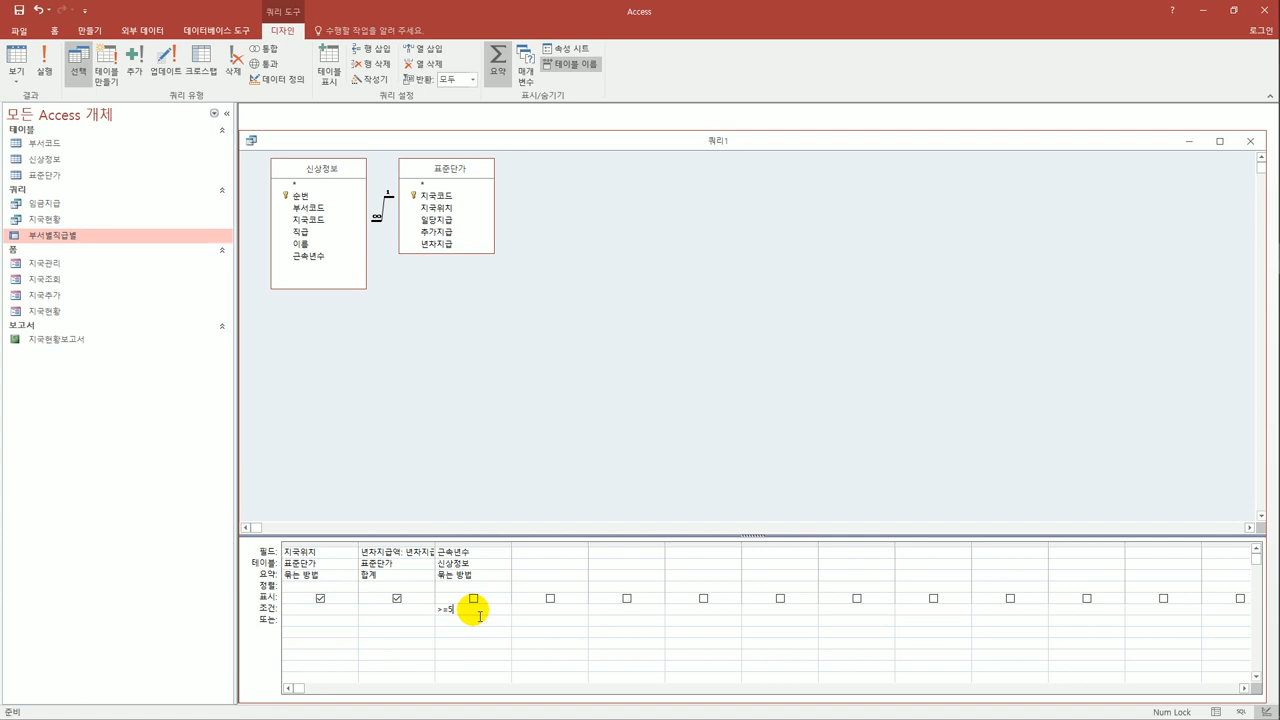 쿼리 도구
Access
?
파일 홈 만들기 외부 데이터 데이터베이스 도구 디자인 수행할 작업을 알려 주세요.
로그인
보기 실행 선택 테이블 만들기 추가 업데이트 크로스탭 삭제
통합
통과
데이터 정의
테이블 표시
행 삽입
행 삭제
작성기
열 삽입
열 삭제
반환: 모두
요약
매개 변수
속성 시트
테이블 이름
결과 쿼리 유형 쿼리 설정 표시/숨기기
모든 Access 개체
테이블
부서코드
신상정보
표준단가
쿼리
임금지급
지국현황
부서별직급별
폼
지국관리
지국조회
지국추가
지국현황
보고서
지국현황보고서
쿼리1
신상정보
*
순번
부서코드
지국코드
직급
이름
근속년수
∞ 1
표준단가
*
지국코드
지국위치
일당지급
추가지급
년차지급
필드: 지국위치 년차지급액: 년차지급 근속년수
테이블: 표준단가 표준단가 신상정보
요약: 묶는 방법 합계 묶는 방법
정렬:
표시:
조건: >=5
또는:
준비
Num Lock
SQL